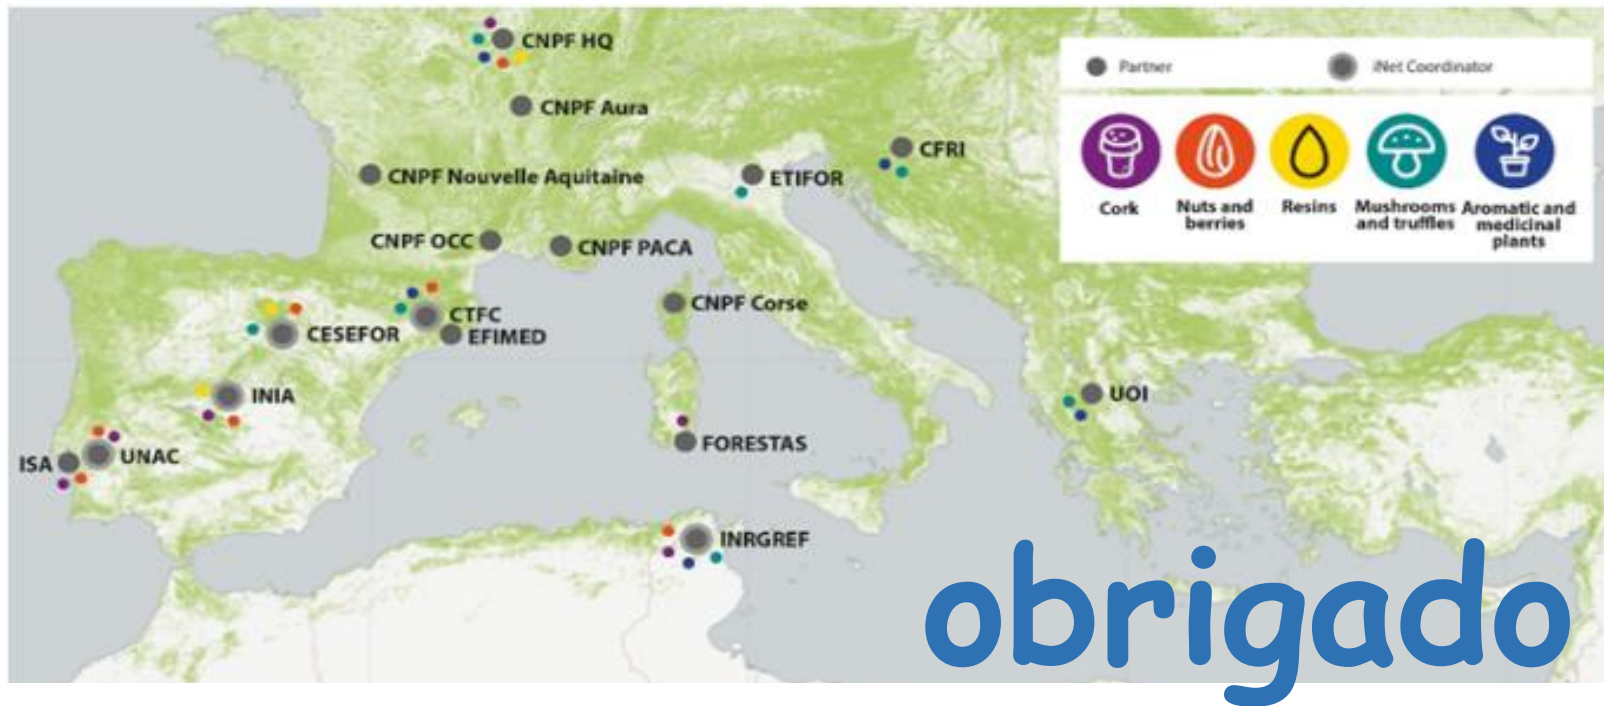 CNPF HQ
Partner
iNet Coordinator
CNPF Aura
CFRI
CNPF Nouvelle Aquitaine
ETIFOR
Cork
Nuts and
berries
Resins
Mushrooms
and truffles
Aromatic and
medicinal
plants
CNPF OCC
CNPF PACA
CNPF Corse
CTFC
CESEFOR
EFIMED
INIA
UOI
FORESTAS
UNAC
ISA
INRGREF
obrigado